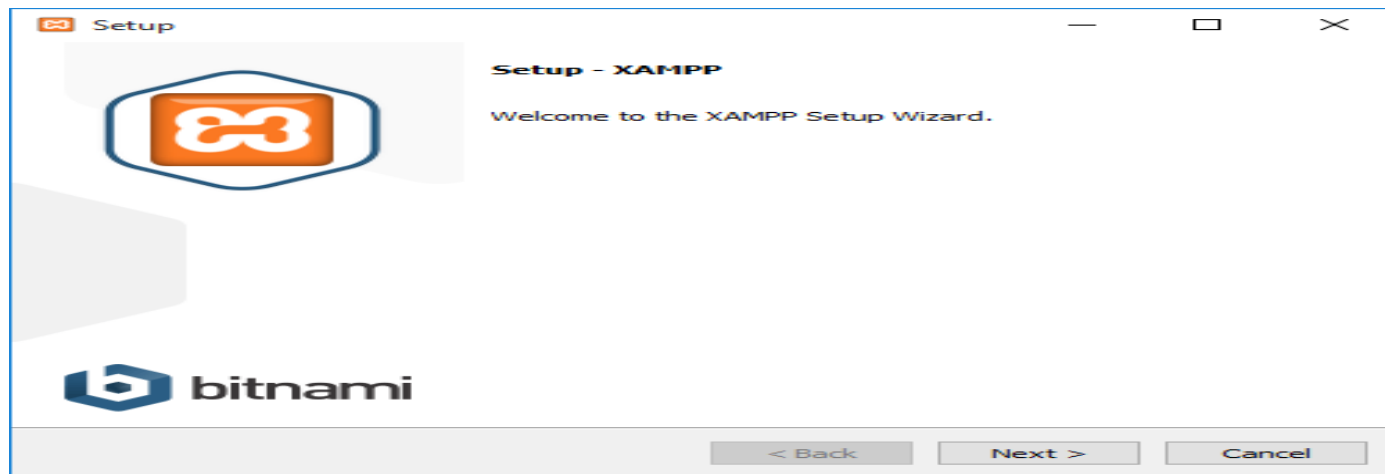 Setup
Setup - XAMPP
Welcome to the XAMPP Setup Wizard.
bitnami
< Back
Next >
Cancel